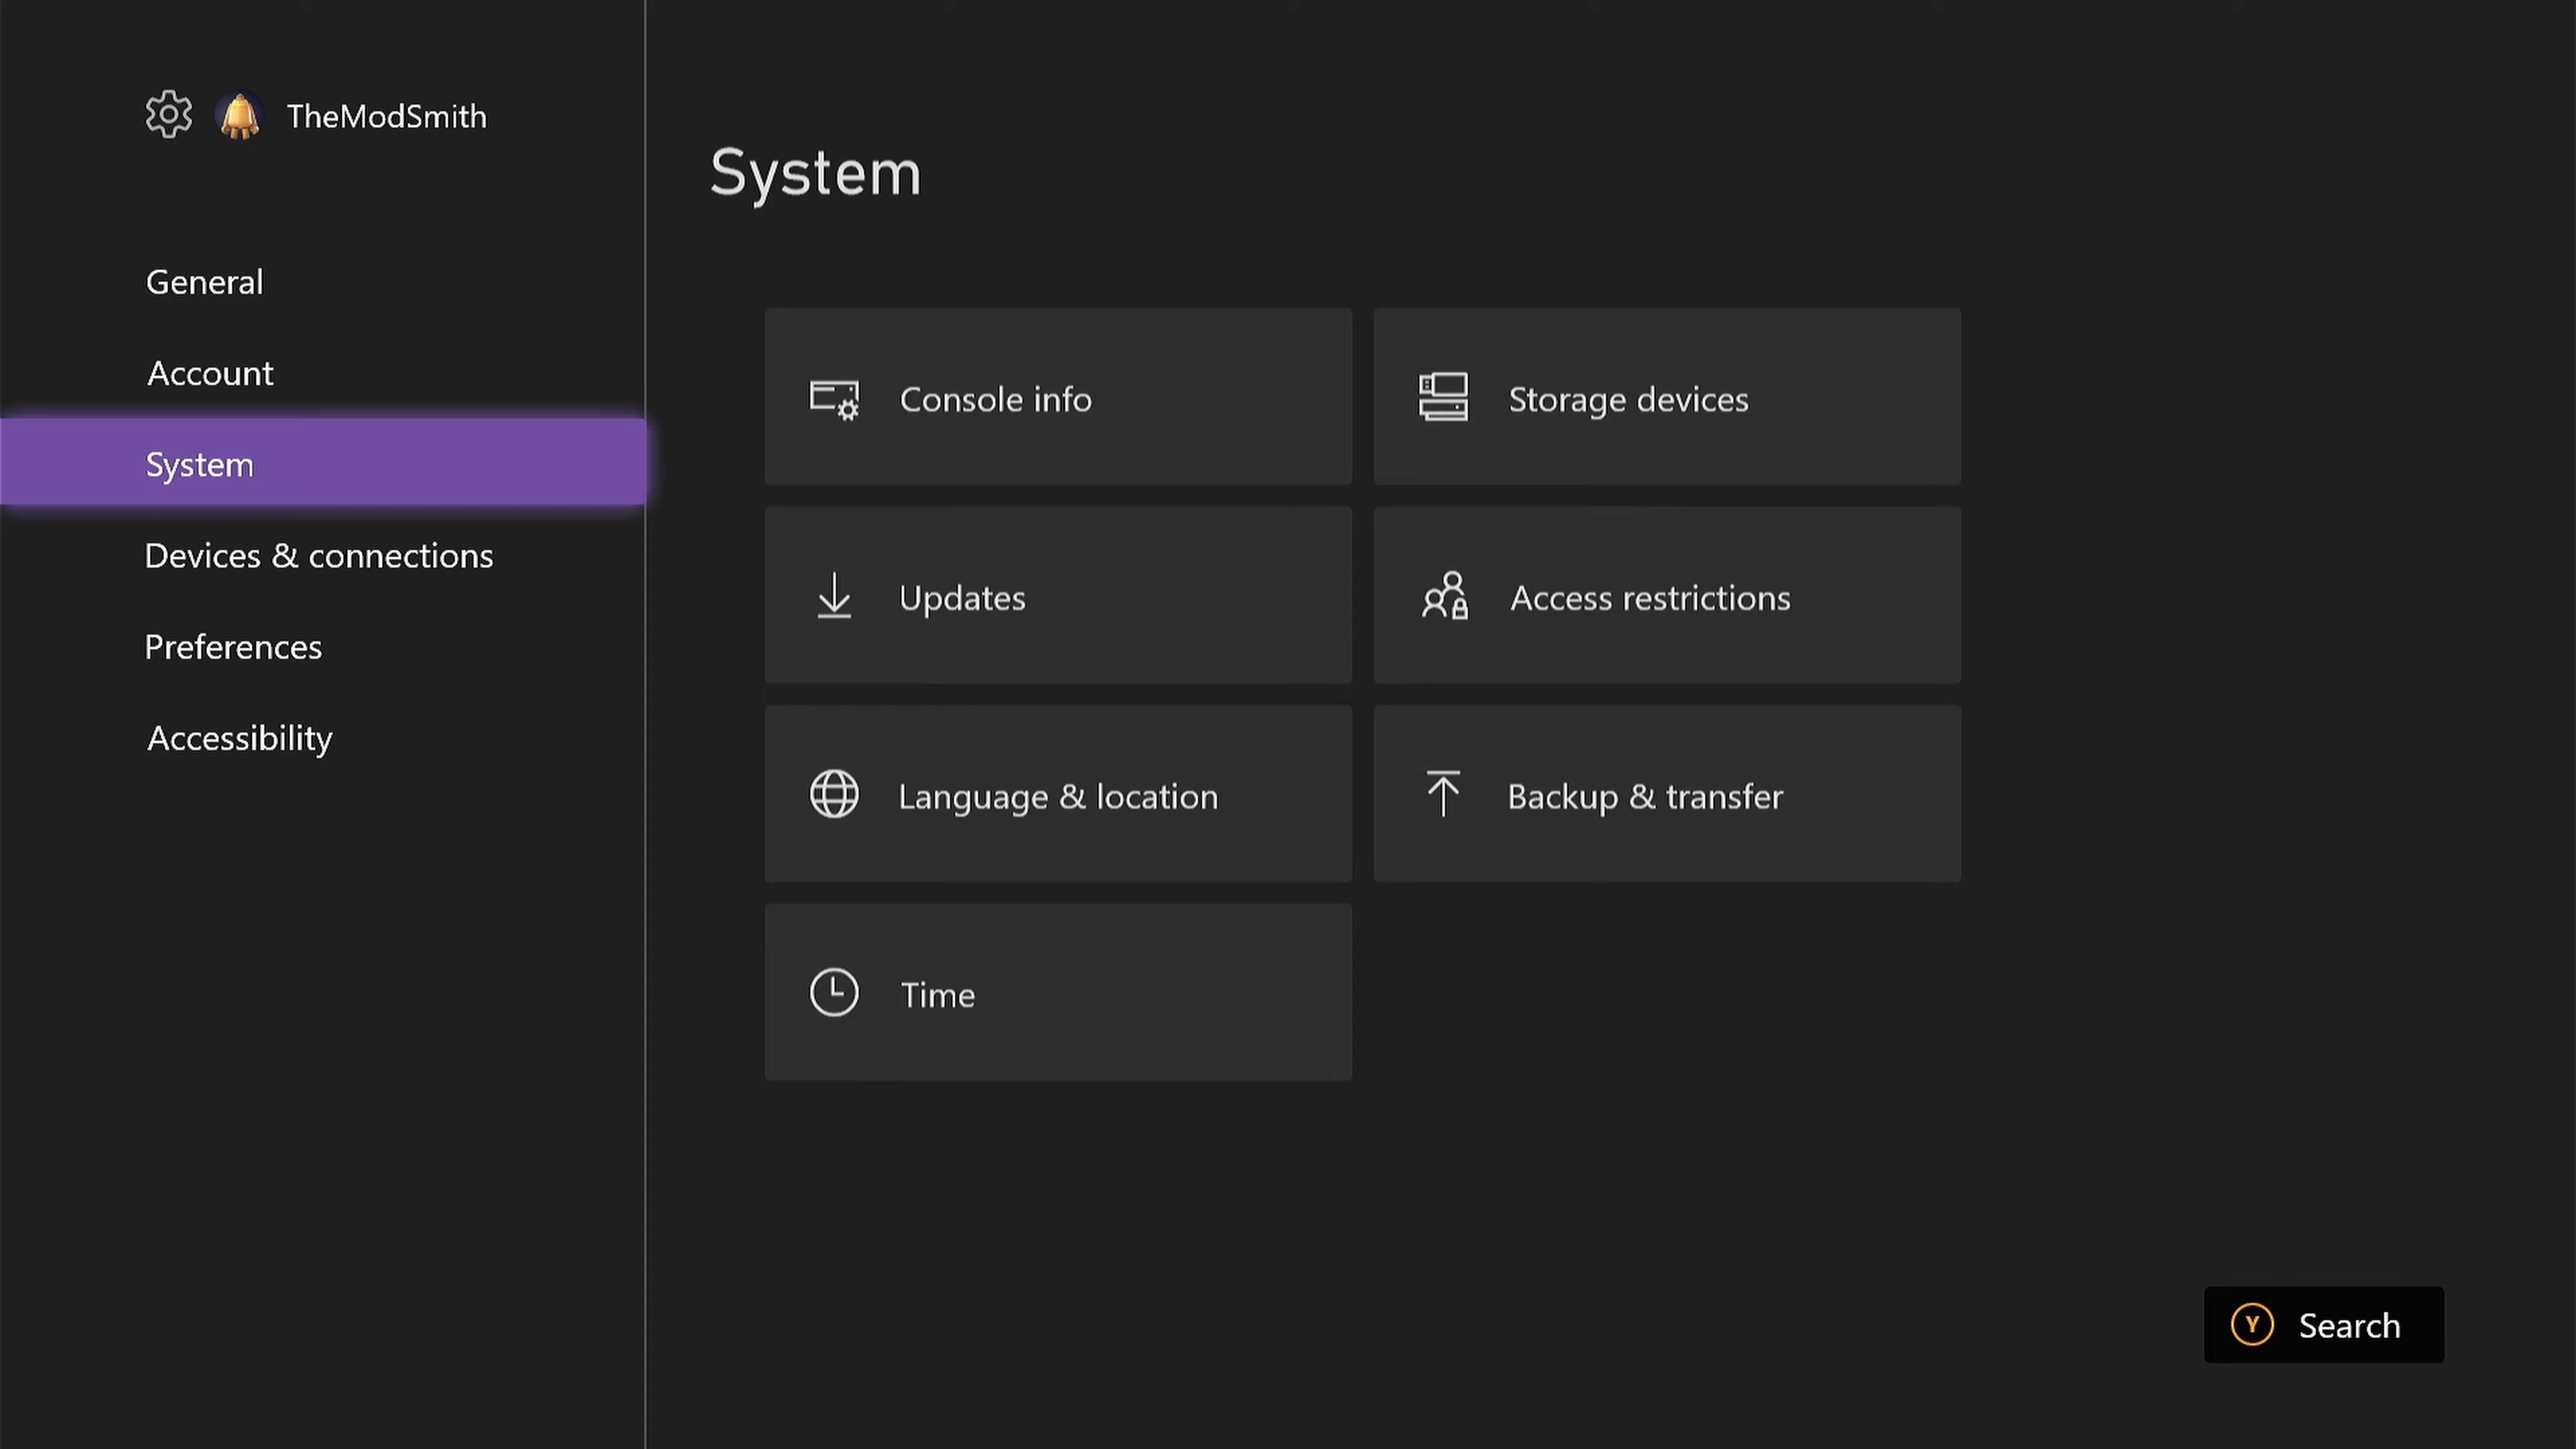 TheModSmith
General
Account
System
Devices & connections
Preferences
Accessibility
System
Console info
Storage devices
Updates
Access restrictions
Language & location
Backup & transfer
Time
Y Search